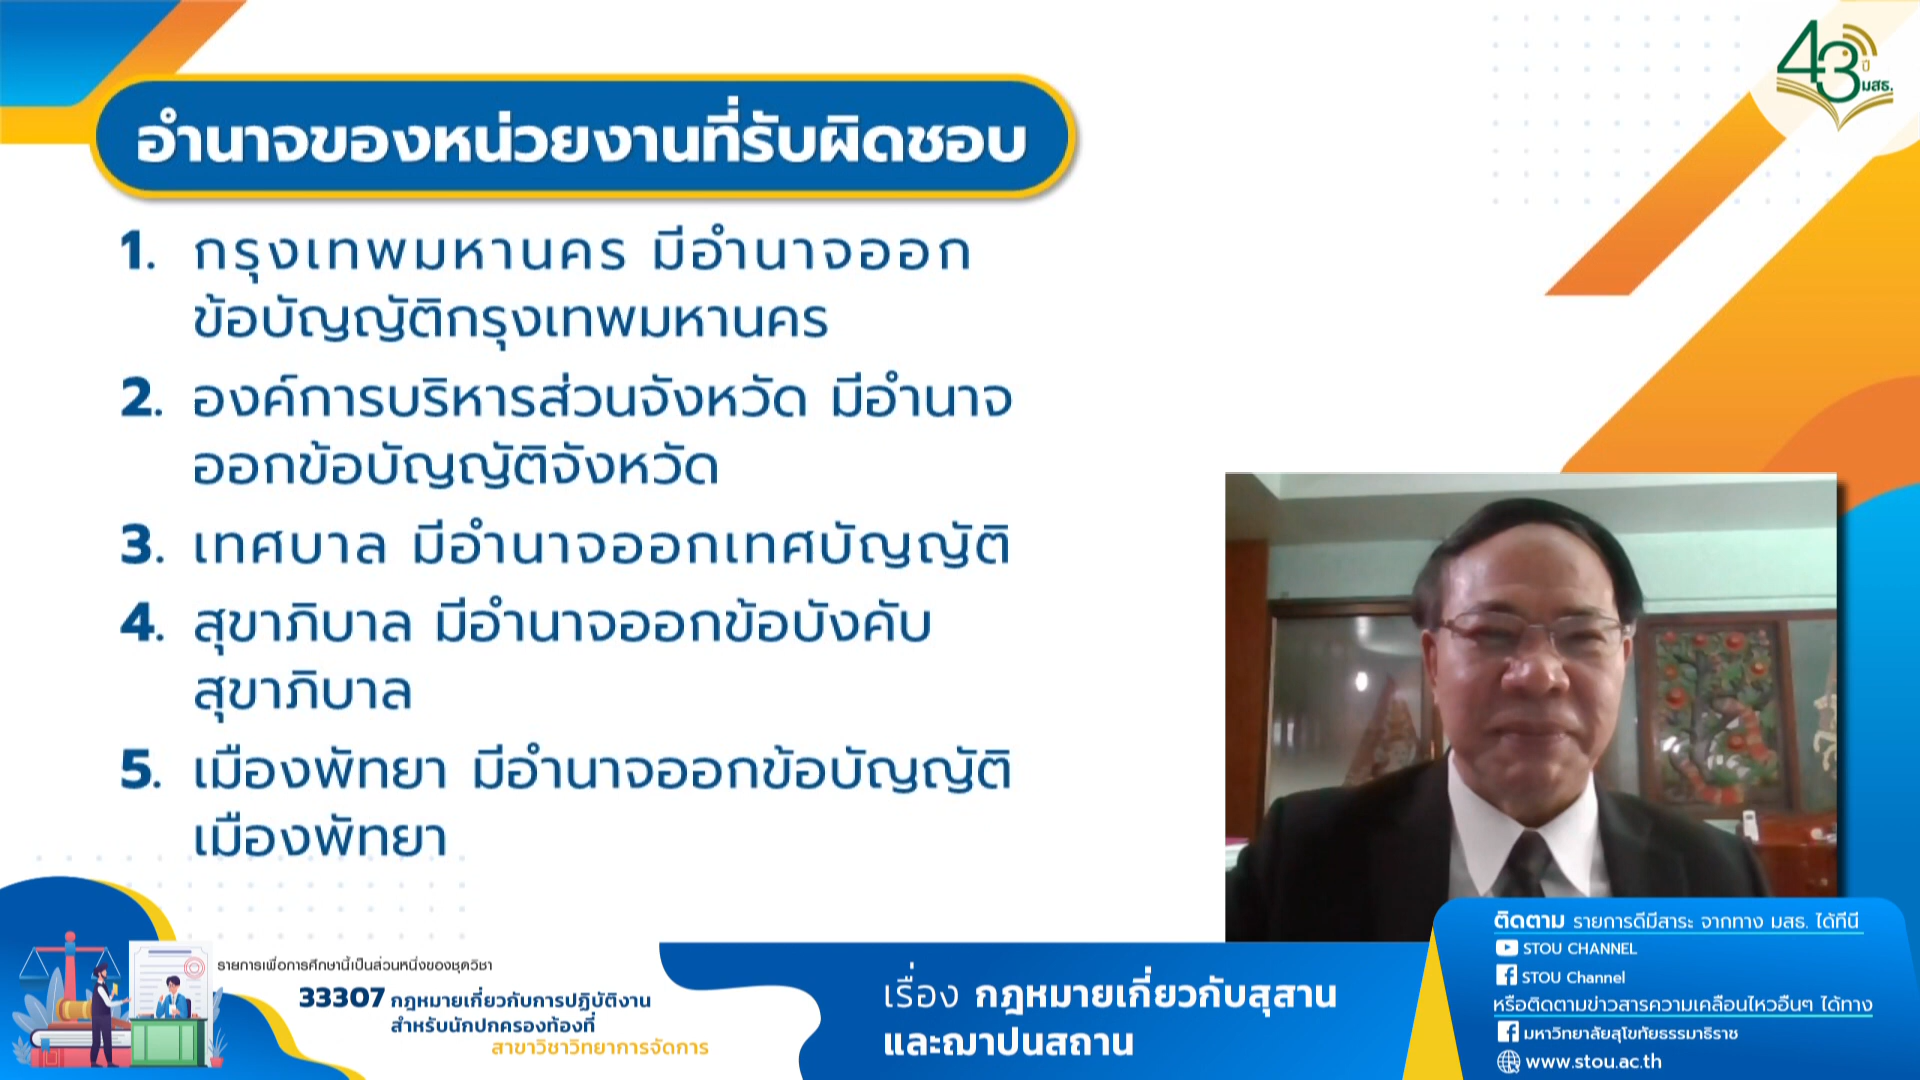 43 ปี
มสธ.
อำนาจของหน่วยงานที่รับผิดชอบ
1. กรุงเทพมหานคร มีอำนาจออก
ข้อบัญญัติกรุงเทพมหานคร
2. องค์การบริหารส่วนจังหวัด มีอำนาจ
ออกข้อบัญญัติจังหวัด
3. เทศบาล มีอำนาจออกเทศบัญญัติ
4. สุขาภิบาล มีอำนาจออกข้อบังคับ
สุขาภิบาล
5. เมืองพัทยา มีอำนาจออกข้อบัญญัติ
เมืองพัทยา
รายการเพื่อการศึกษานี้เป็นส่วนหนึ่งของชุดวิชา
33307 กฎหมายเกี่ยวกับการปฏิบัติงาน
สำหรับนักปกครองท้องที่
สาขาวิชาวิทยาการจัดการ
เรื่อง กฎหมายเกี่ยวกับสุสาน
และฌาปนสถาน
ติดตาม รายการดีมีสาระ จากทาง มสธ. ได้ที่นี่
STOU CHANNEL
STOU Channel
หรือติดตามข่าวสารความเคลื่อนไหวอื่นๆ ได้ทาง
มหาวิทยาลัยสุโขทัยธรรมาธิราช
www.stou.ac.th